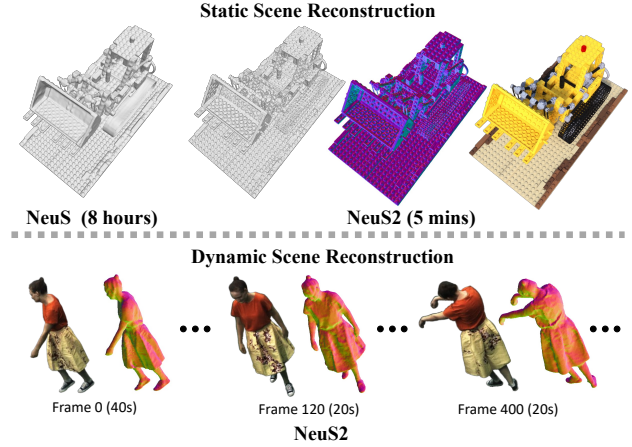 Static Scene Reconstruction
NeuS (8 hours)
NeuS2 (5 mins)
Dynamic Scene Reconstruction
Frame 0 (40s)
Frame 120 (20s)
Frame 400 (20s)
NeuS2